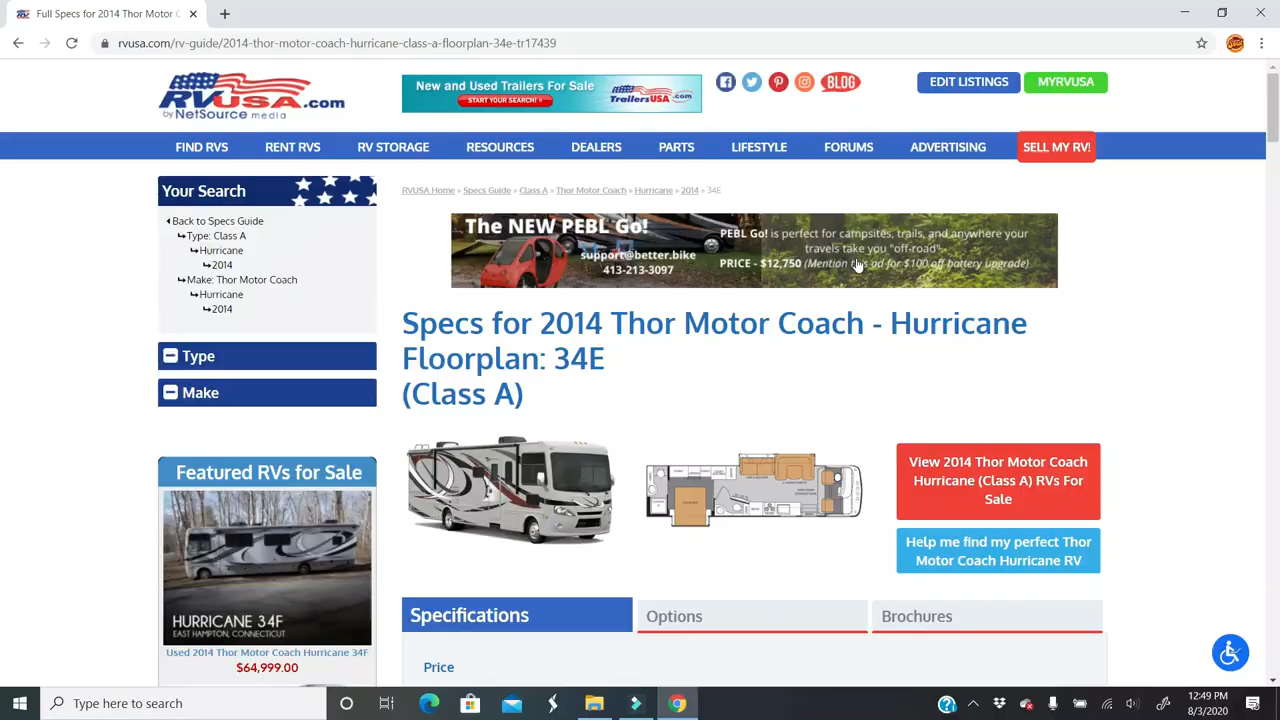 Full Specs for 2014 Thor Motor C
rvusa.com/rv-guide/2014-thor-motor-coach-hurricane-class-a-floorplan-34e-tr17439
RVUSA.com
by NetSource media
New and Used Trailers For Sale
START YOUR SEARCH! »
TrailersUSA.com
BLOG
EDIT LISTINGS
MYRVUSA
FIND RVS
RENT RVS
RV STORAGE
RESOURCES
DEALERS
PARTS
LIFESTYLE
FORUMS
ADVERTISING
SELL MY RV!
Your Search
Back to Specs Guide
Type: Class A
Hurricane
2014
Make: Thor Motor Coach
Hurricane
2014
Type
Make
RVUSA Home » Specs Guide » Class A » Thor Motor Coach » Hurricane » 2014 » 34E
The NEW PEBL Go!
support@better.bike
413-213-3097
PEBL Go! is perfect for campsites, trails, and anywhere your
travels take you "off-road"
PRICE - $12,750 (Mention this ad for $100 off battery upgrade)
Specs for 2014 Thor Motor Coach - Hurricane
Floorplan: 34E
(Class A)
View 2014 Thor Motor Coach
Hurricane (Class A) RVs For
Sale
Help me find my perfect Thor
Motor Coach Hurricane RV
Featured RVs for Sale
HURRICANE 34F
EAST HAMPTON, CONNECTICUT
Used 2014 Thor Motor Coach Hurricane 34F
$64,999.00
Specifications
Options
Brochures
Price
Type here to search
12:49 PM
8/3/2020